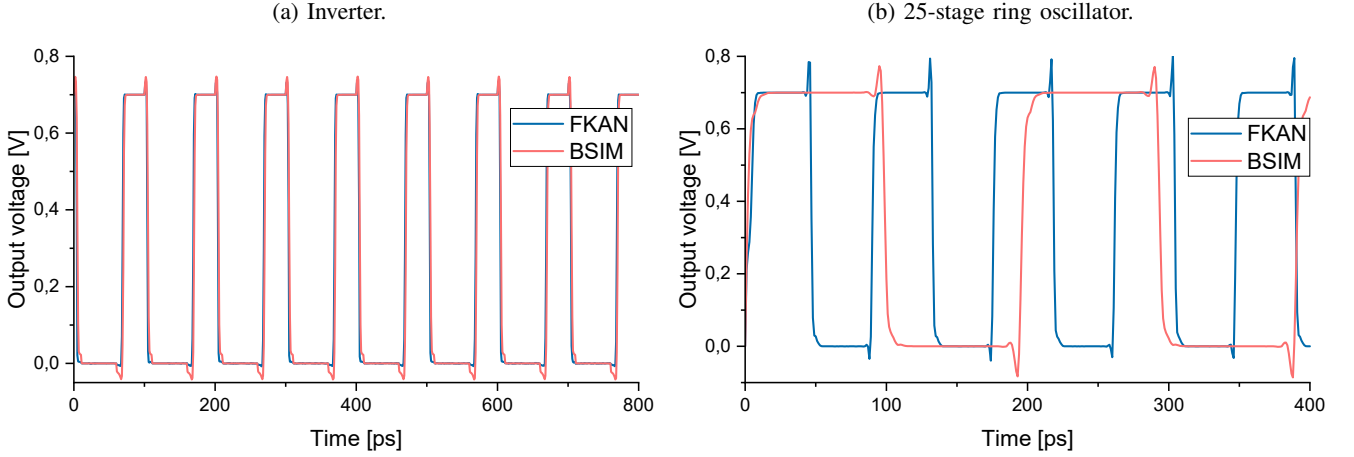 (a) Inverter.
(b) 25-stage ring oscillator.
0,8
0,6
0,4
0,2
0,0
Output voltage [V]
FKAN
BSIM
0
200
400
600
800
Time [ps]
0,8
0,6
0,4
0,2
0,0
Output voltage [V]
FKAN
BSIM
0
100
200
300
400
Time [ps]